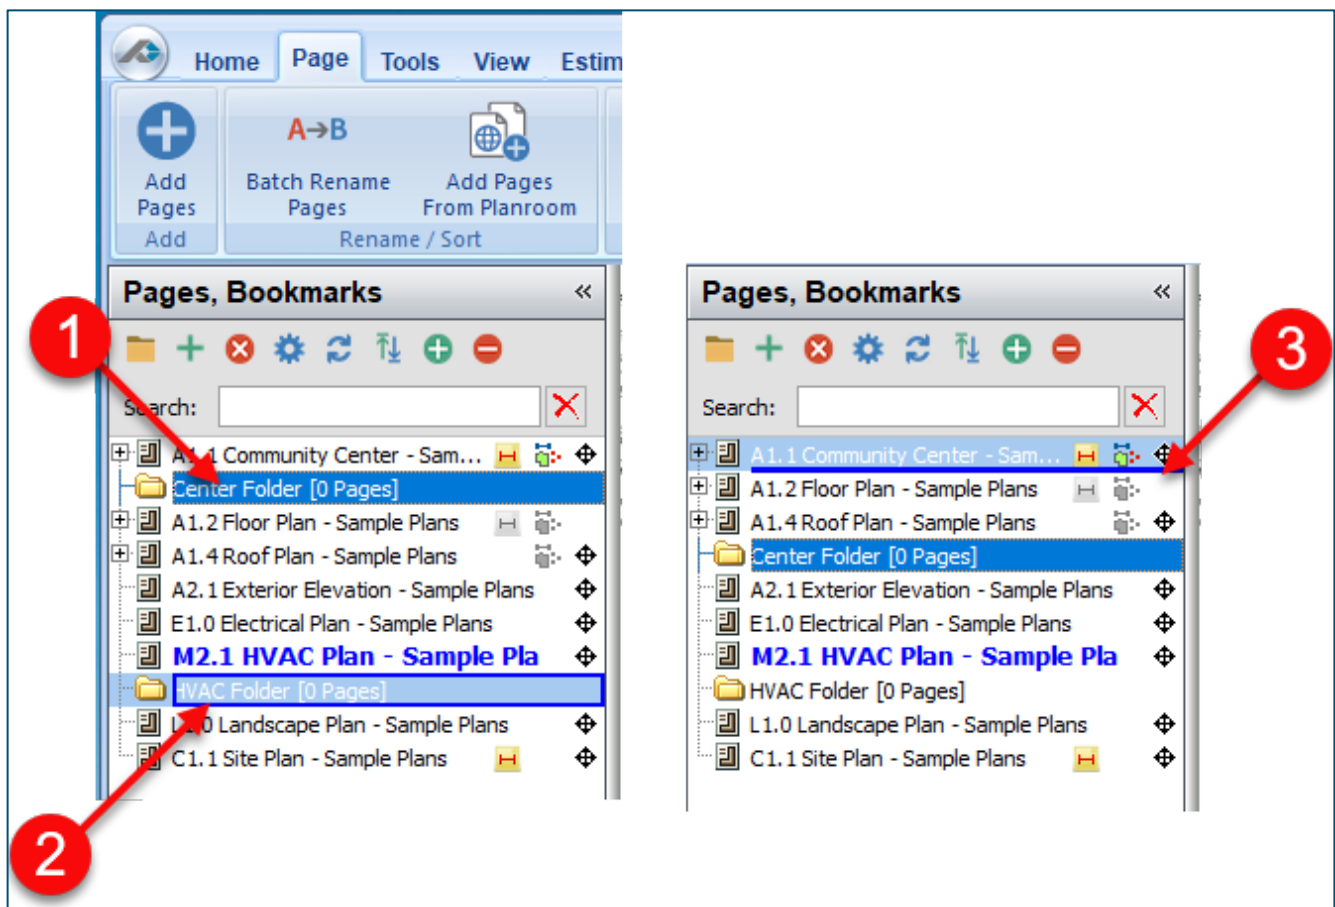 Home Page Tools View Estim
A→B
Add Pages
Batch Rename Pages
Add Pages From Planroom
Add
Rename / Sort
Pages, Bookmarks «
1
Search:
A1.1 Community Center - Sam...
Center Folder [0 Pages]
A1.2 Floor Plan - Sample Plans
A1.4 Roof Plan - Sample Plans
A2.1 Exterior Elevation - Sample Plans
E1.0 Electrical Plan - Sample Plans
M2.1 HVAC Plan - Sample Pla
HVAC Folder [0 Pages]
L1.0 Landscape Plan - Sample Plans
C1.1 Site Plan - Sample Plans
2
Pages, Bookmarks «
3
Search:
A1.1 Community Center - Sam...
A1.2 Floor Plan - Sample Plans
A1.4 Roof Plan - Sample Plans
Center Folder [0 Pages]
A2.1 Exterior Elevation - Sample Plans
E1.0 Electrical Plan - Sample Plans
M2.1 HVAC Plan - Sample Pla
HVAC Folder [0 Pages]
L1.0 Landscape Plan - Sample Plans
C1.1 Site Plan - Sample Plans